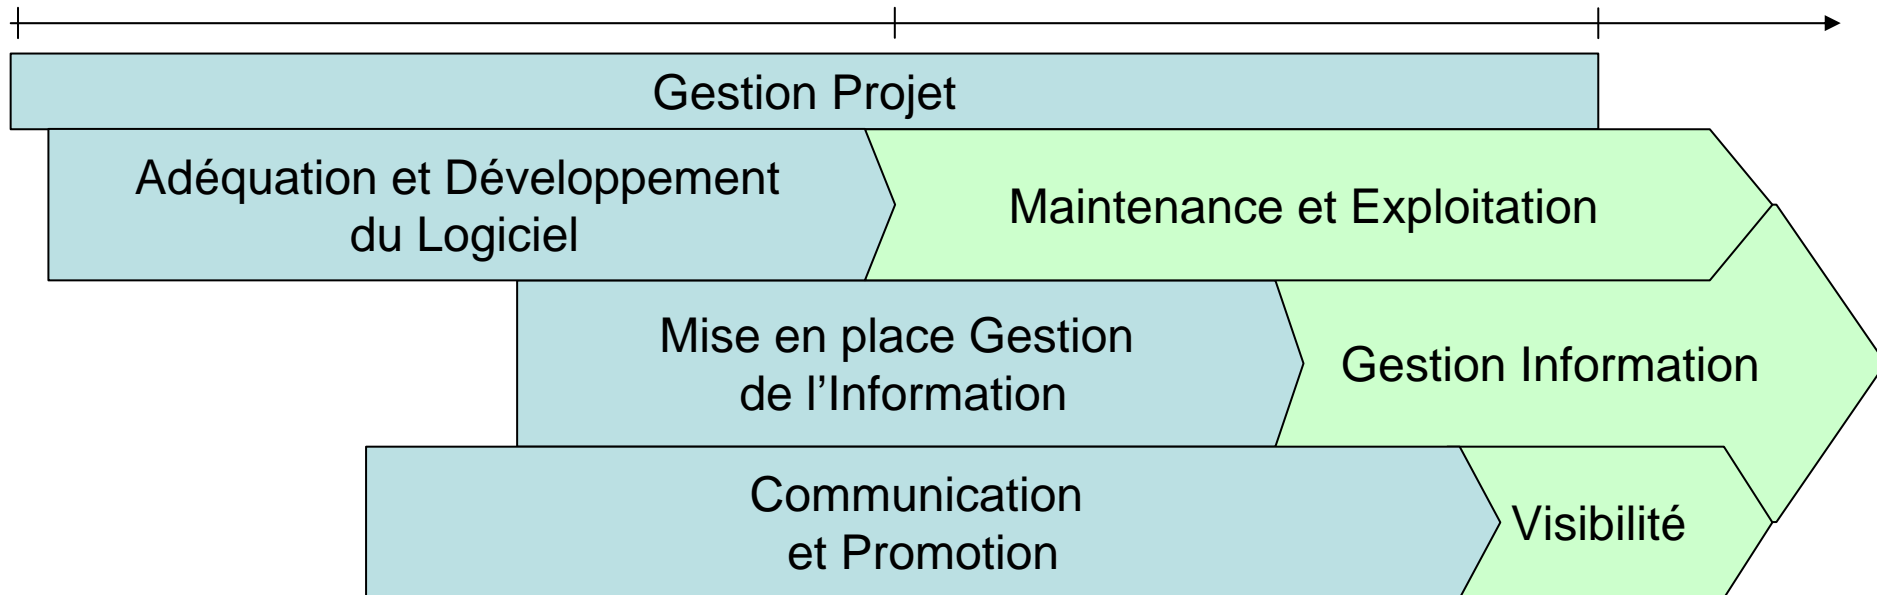 Gestion Projet
Adéquation et Développement
du Logiciel
Maintenance et Exploitation
Mise en place Gestion
de l’Information
Gestion Information
Communication
et Promotion
Visibilité